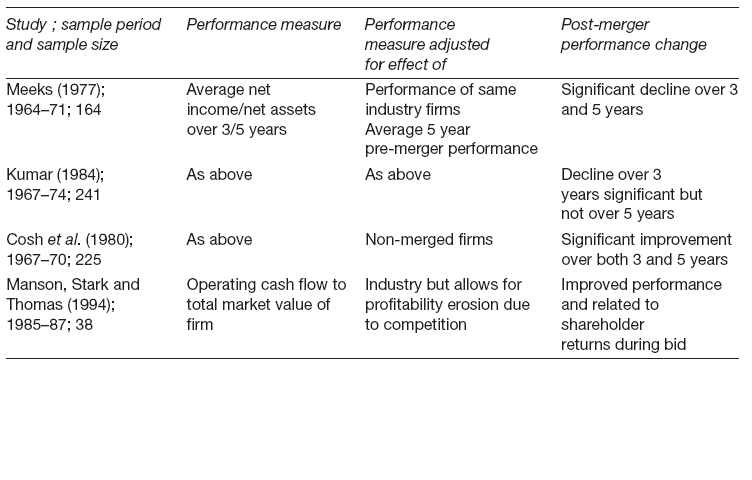 Study ; sample period and sample size
Performance measure
Performance measure adjusted for effect of
Post-merger performance change
Meeks (1977); 1964–71; 164
Average net income/net assets over 3/5 years
Performance of same industry firms
Average 5 year pre-merger performance
Significant decline over 3 and 5 years
Kumar (1984); 1967–74; 241
As above
As above
Decline over 3 years significant but not over 5 years
Cosh et al. (1980); 1967–70; 225
As above
Non-merged firms
Significant improvement over both 3 and 5 years
Manson, Stark and Thomas (1994); 1985–87; 38
Operating cash flow to total market value of firm
Industry but allows for profitability erosion due to competition
Improved performance and related to shareholder returns during bid